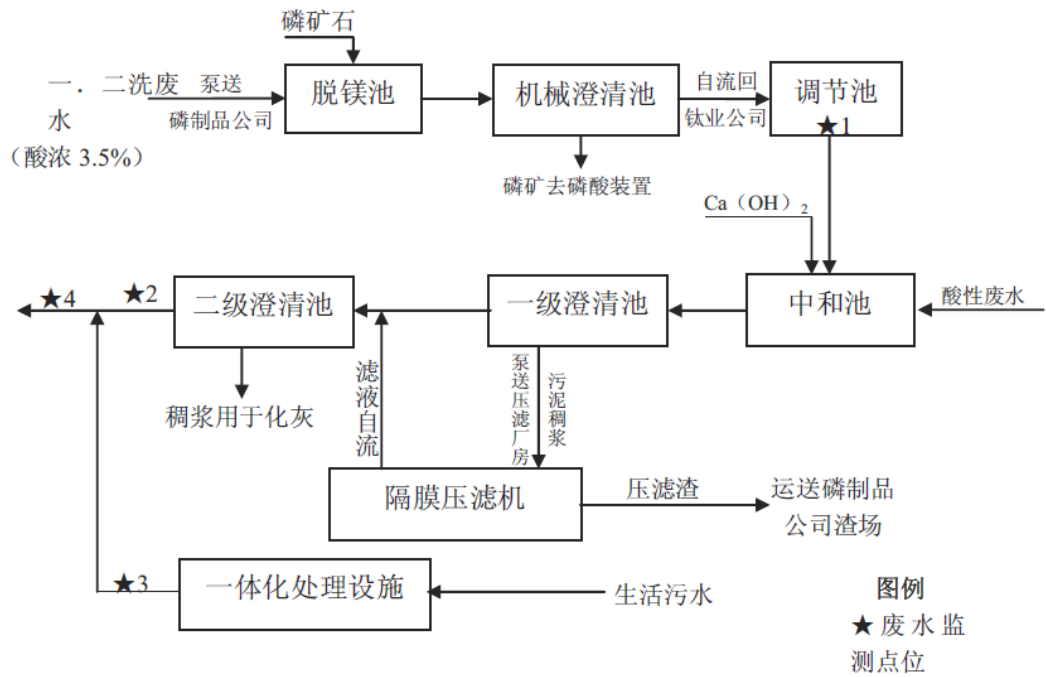 磷矿石
一．二洗废
水
（酸浓 3.5%）
泵送
磷制品公司
脱镁池
机械澄清池
自流回
钛业公司
调节池
★1
磷矿去磷酸装置
Ca（OH）₂
中和池
酸性废水
一级澄清池
二级澄清池
★2
★4
稠浆用于化灰
滤液自流
泵送压滤厂房
污泥稠浆
隔膜压滤机
压滤渣
运送磷制品
公司渣场
★3
一体化处理设施
生活污水
图例
★废水监
测点位